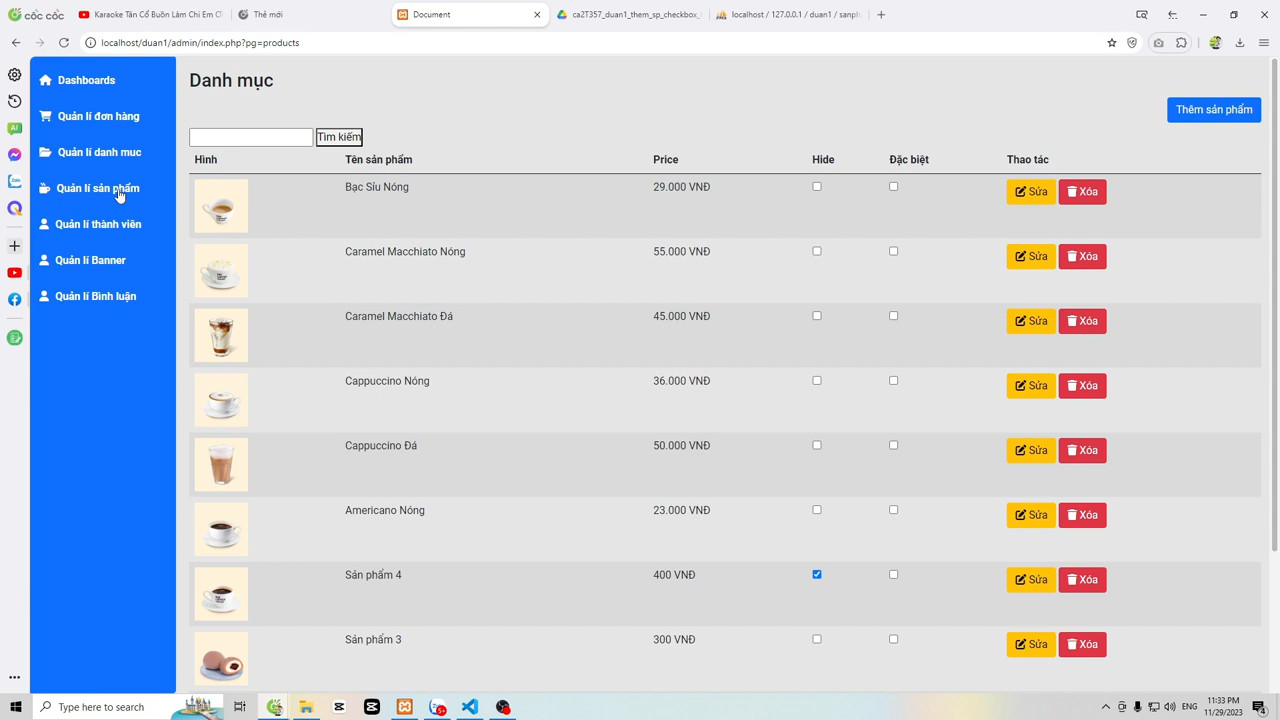 cốc cốc
Karaoke Tân Cổ Buồn Làm Chi Em C
Thẻ mới
Document
ca2T357_duan1_them_sp_checkbox_
localhost / 127.0.0.1 / duan1 / sanph
localhost/duan1/admin/index.php?pg=products
Dashboards
Quản lí đơn hàng
Quản lí danh mục
Quản lí sản phẩm
Quản lí thành viên
Quản lí Banner
Quản lí Bình luận
Danh mục
Thêm sản phẩm
Tìm kiếm
Hình Tên sản phẩm Price Hide Đặc biệt Thao tác
Bạc Sỉu Nóng 29.000 VNĐ Sửa Xóa
Caramel Macchiato Nóng 55.000 VNĐ Sửa Xóa
Caramel Macchiato Đá 45.000 VNĐ Sửa Xóa
Cappuccino Nóng 36.000 VNĐ Sửa Xóa
Cappuccino Đá 50.000 VNĐ Sửa Xóa
Americano Nóng 23.000 VNĐ Sửa Xóa
Sản phẩm 4 400 VNĐ Sửa Xóa
Sản phẩm 3 300 VNĐ Sửa Xóa
Type here to search
ENG
11:33 PM
11/29/2023